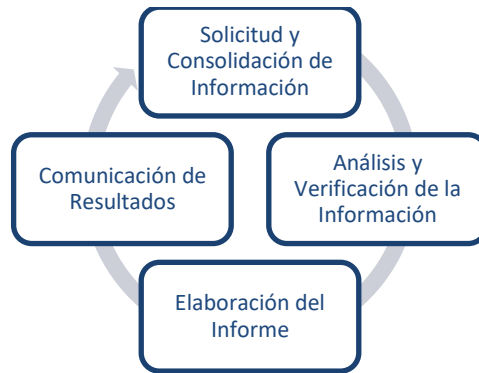 Solicitud y
Consolidación de
Información
Análisis y
Verificación de la
Información
Elaboración del
Informe
Comunicación de
Resultados